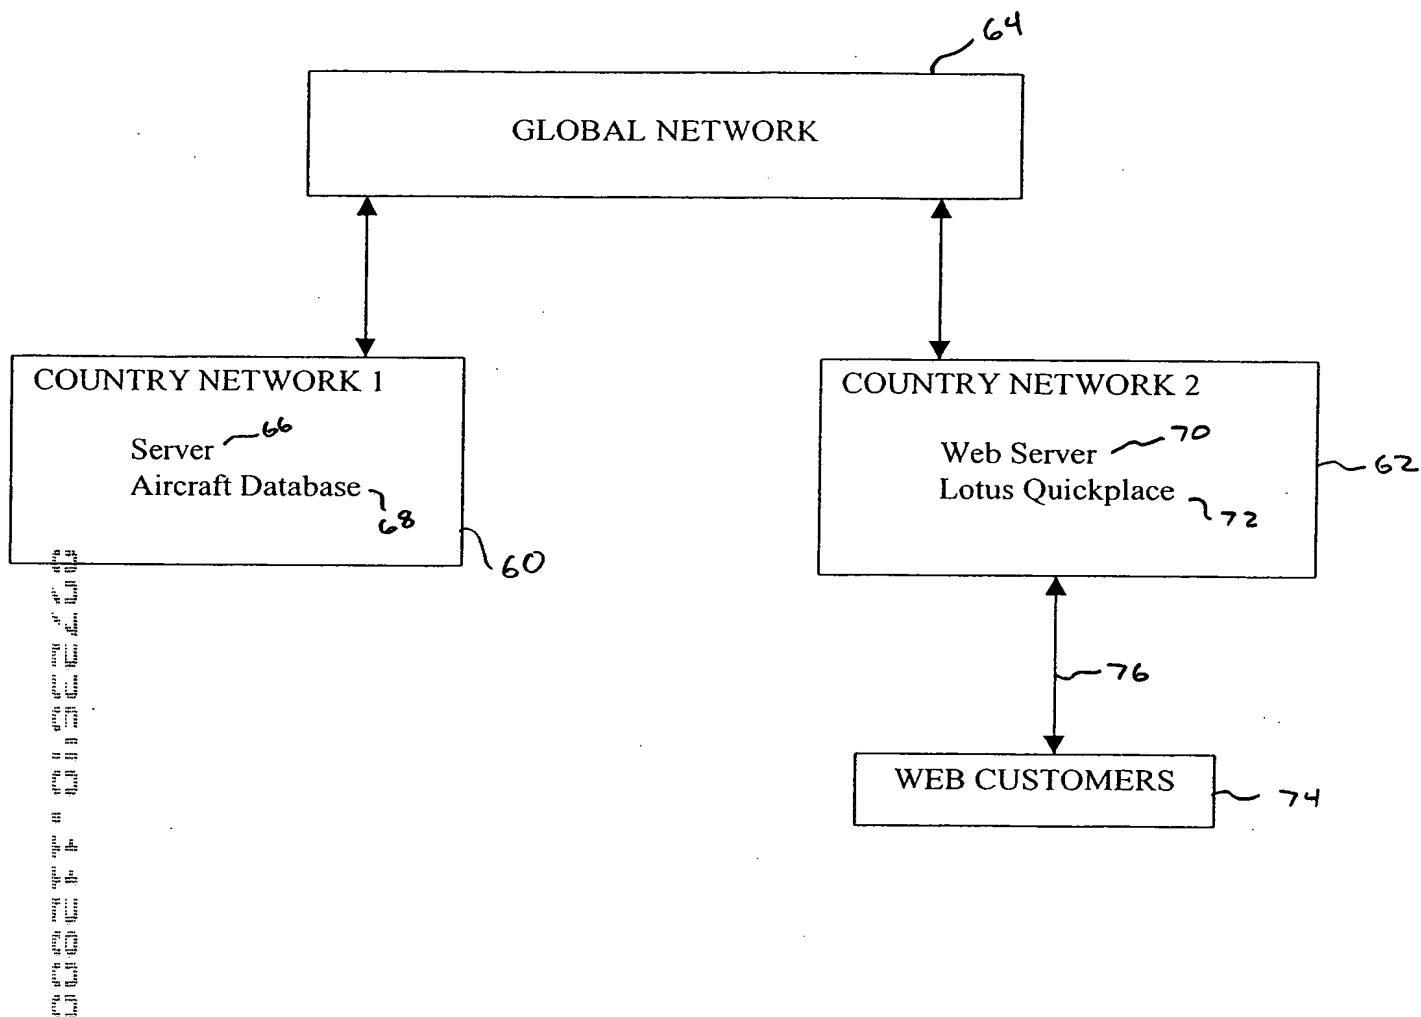 64
GLOBAL NETWORK
COUNTRY NETWORK 1
Server 66
Aircraft Database
68
60
COUNTRY NETWORK 2
Web Server 70
Lotus Quickplace
72
62
76
WEB CUSTOMERS
74